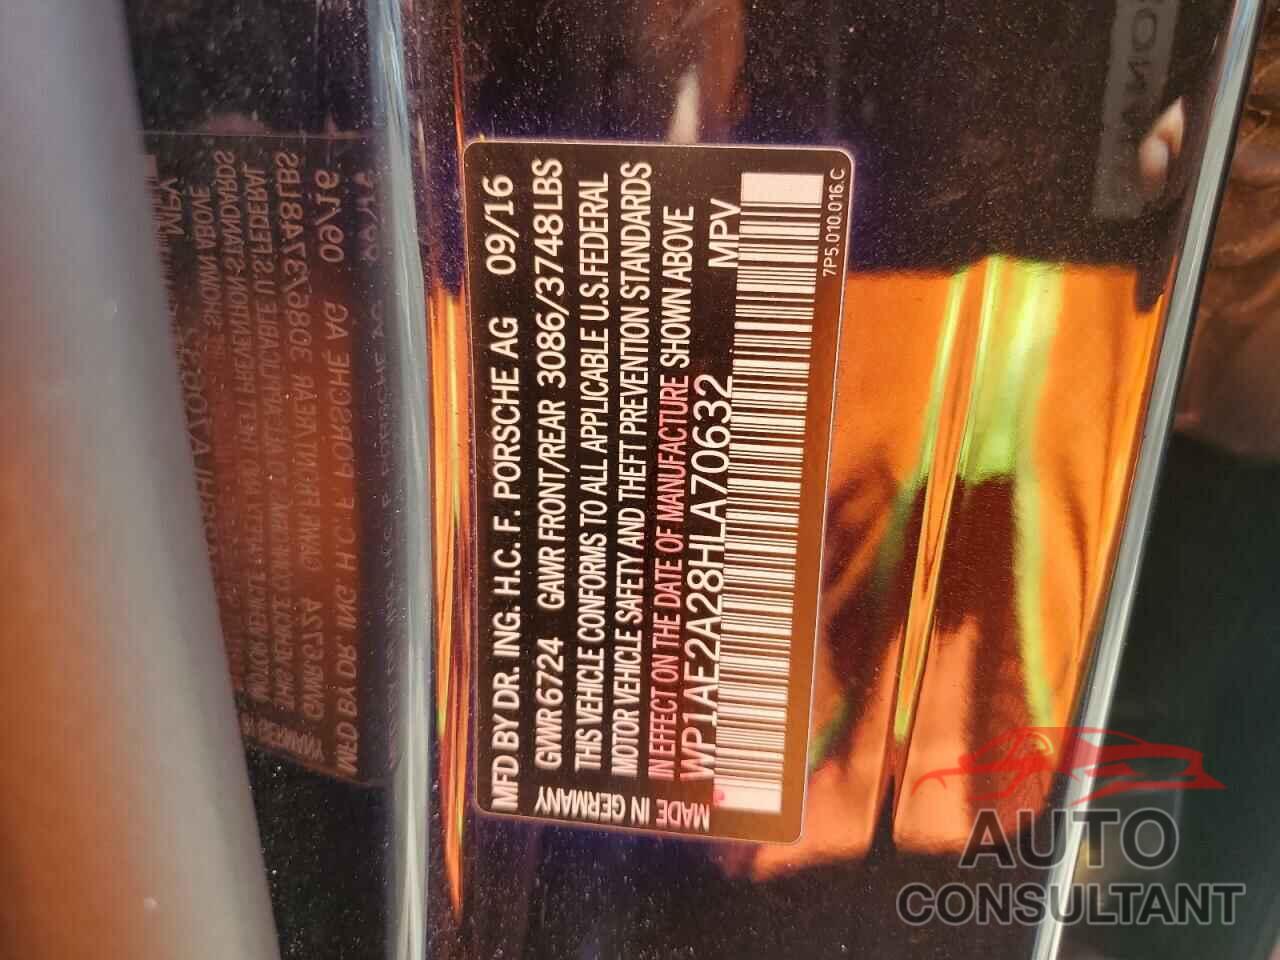 MFD BY DR. ING. H.C. F. PORSCHE AG 09/16
GVWR 6724 GAWR FRONT/REAR 3086/3748LBS
THIS VEHICLE CONFORMS TO ALL APPLICABLE U.S.FEDERAL
MOTOR VEHICLE SAFETY AND THEFT PREVENTION STANDARDS
IN EFFECT ON THE DATE OF MANUFACTURE SHOWN ABOVE
WP1AE2A28HLA70632 MPV
MADE IN GERMANY
7P5.010.016.C
AUTO
CONSULTANT